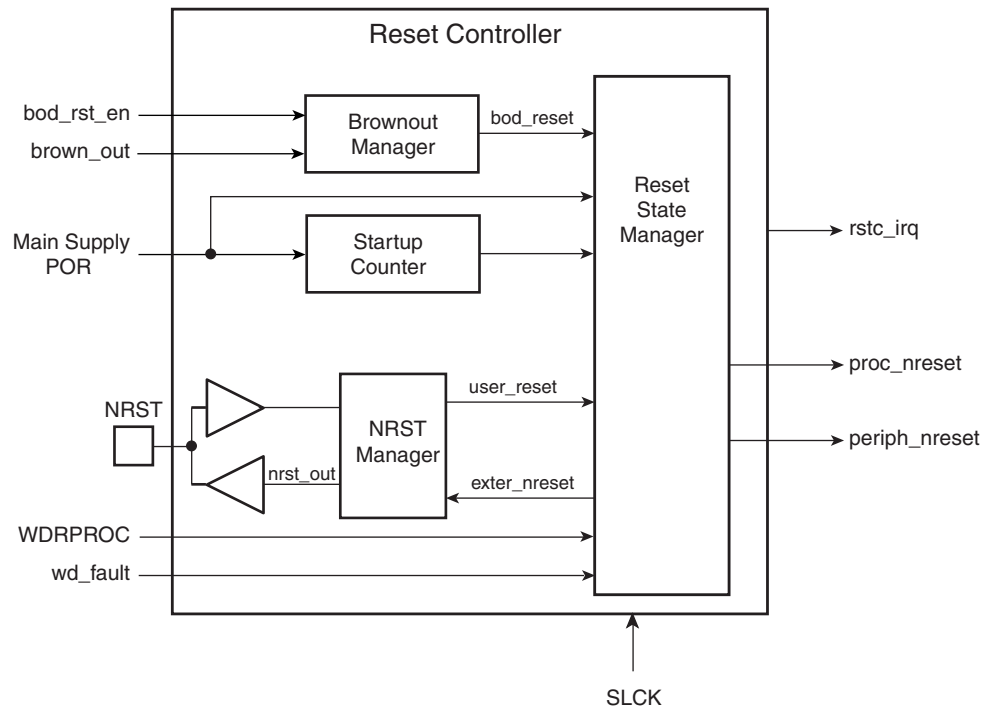 Reset Controller
bod_rst_en
brown_out
Brownout
Manager
bod_reset
Main Supply
POR
Startup
Counter
Reset
State
Manager
rstc_irq
proc_nreset
periph_nreset
NRST
NRST
Manager
user_reset
nrst_out
exter_nreset
WDRPROC
wd_fault
SLCK